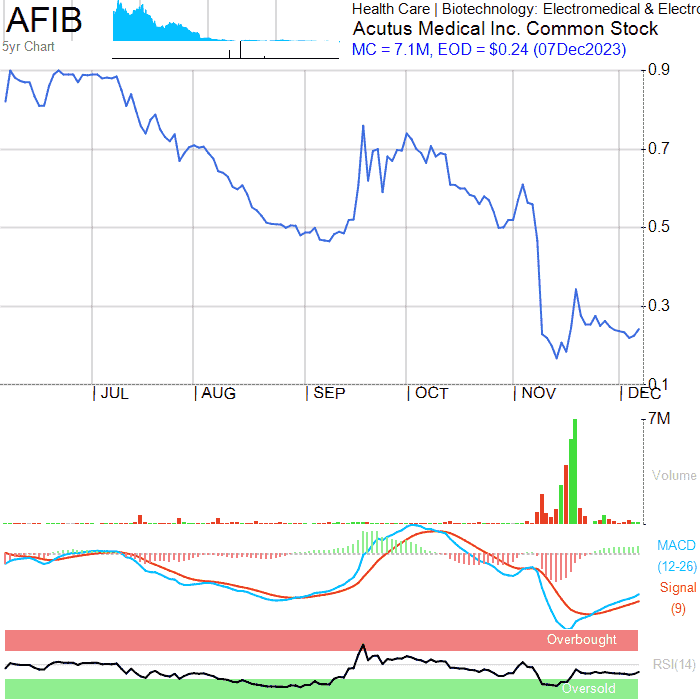 AFIB
5yr Chart
Health Care | Biotechnology: Electromedical & Electro
Acutus Medical Inc. Common Stock
MC = 7.1M, EOD = $0.24 (07Dec2023)
0.9
0.7
0.5
0.3
0.1
| JUL
| AUG
| SEP
| OCT
| NOV
| DEC
7M
Volume
MACD
(12-26)
Signal
(9)
Overbought
RSI(14)
Oversold